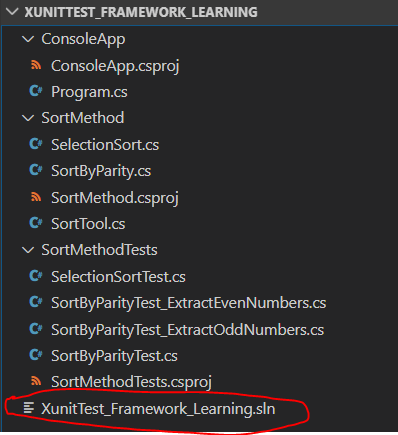 XUNITTEST_FRAMEWORK_LEARNING
ConsoleApp
ConsoleApp.csproj
C# Program.cs
SortMethod
C# SelectionSort.cs
C# SortByParity.cs
SortMethod.csproj
C# SortTool.cs
SortMethodTests
C# SelectionSortTest.cs
C# SortByParityTest_ExtractEvenNumbers.cs
C# SortByParityTest_ExtractOddNumbers.cs
C# SortByParityTest.cs
SortMethodTests.csproj
XunitTest_Framework_Learning.sln